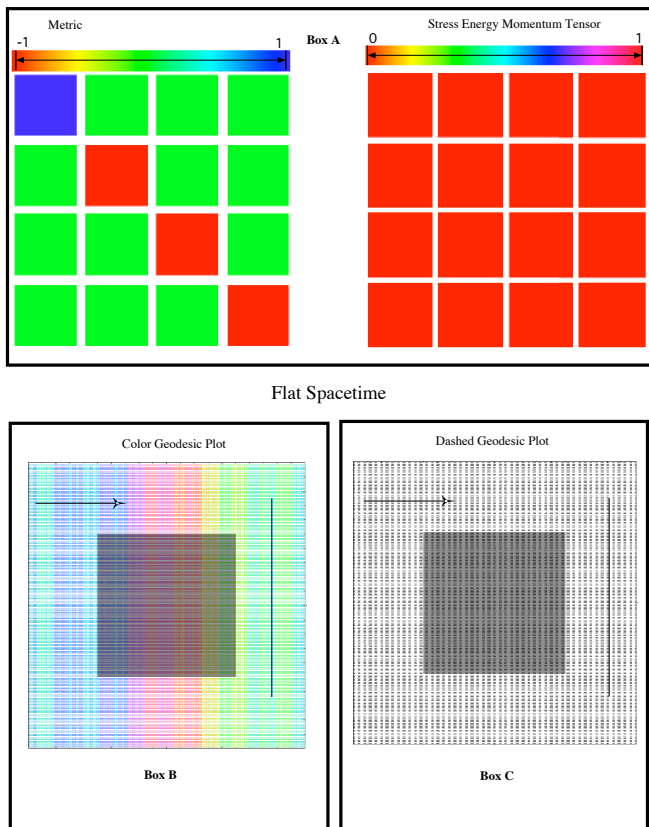 Metric
Stress Energy Momentum Tensor
-1
1
Box A
0
1
Flat Spacetime
Color Geodesic Plot
Dashed Geodesic Plot
Box B
Box C